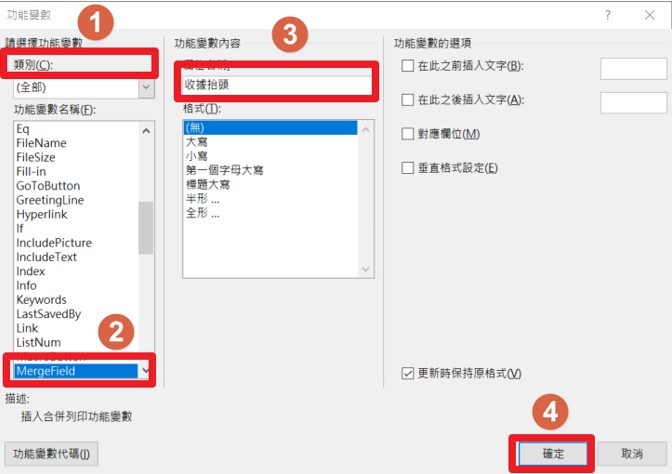 功能變數
? ×
1
3
請選擇功能變數
類別(C):
(全部)
功能變數名稱(F):
Eq
FileName
FileSize
Fill-in
GoToButton
GreetingLine
Hyperlink
If
IncludePicture
IncludeText
Index
Info
Keywords
LastSavedBy
Link
ListNum
2
MergeField
功能變數內容
收據抬頭
格式(T):
(無)
大寫
小寫
第一個字母大寫
標題大寫
半形 ...
全形 ...
功能變數的選項
在此之前插入文字(B):
在此之後插入文字(A):
對應欄位(M)
垂直格式設定(E)
更新時保持原格式(V)
描述:
插入合併列印功能變數
4
功能變數代碼(I)
確定
取消